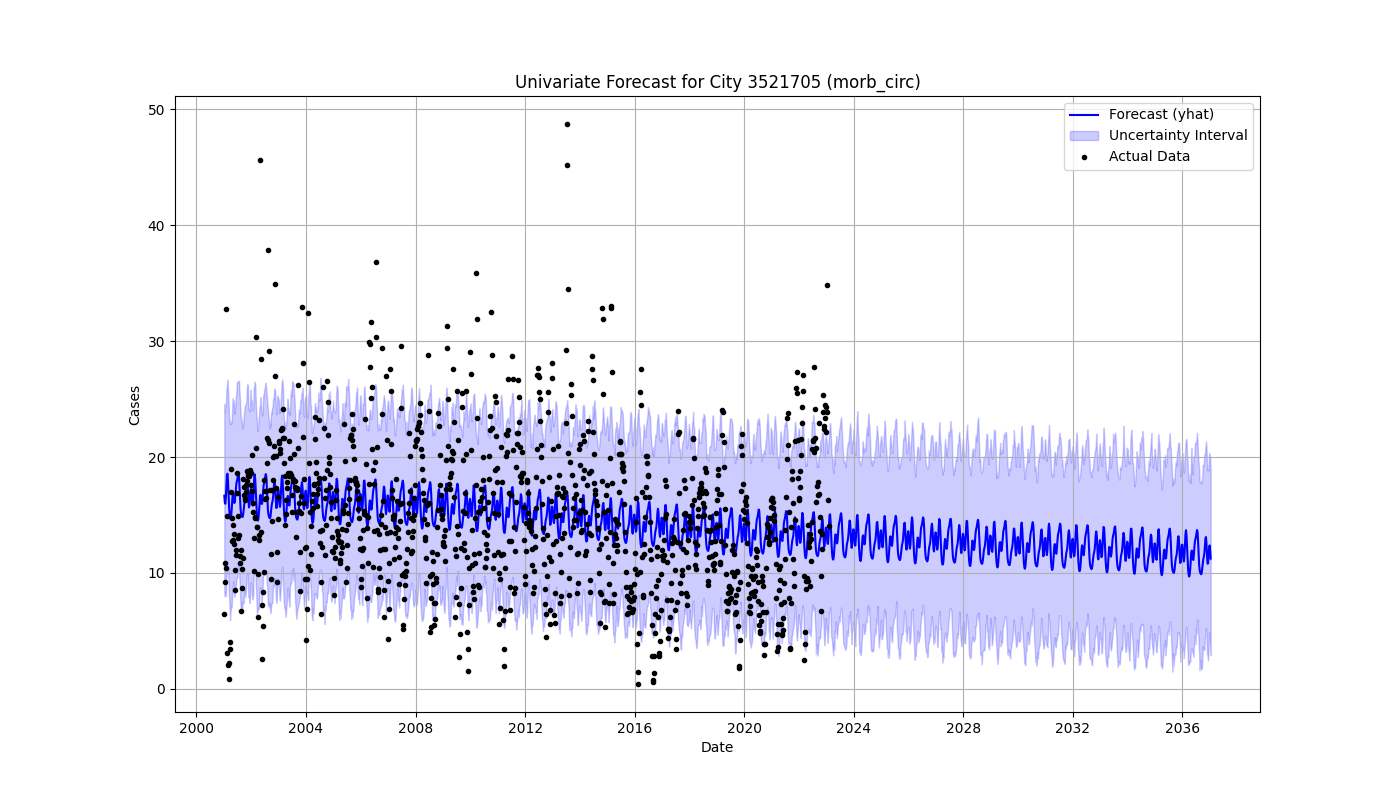 Univariate Forecast for City 3521705 (morb_circ)
Forecast (yhat)
Uncertainty Interval
Actual Data
50
40
30
20
10
0
Cases
2000 2004 2008 2012 2016 2020 2024 2028 2032 2036
Date